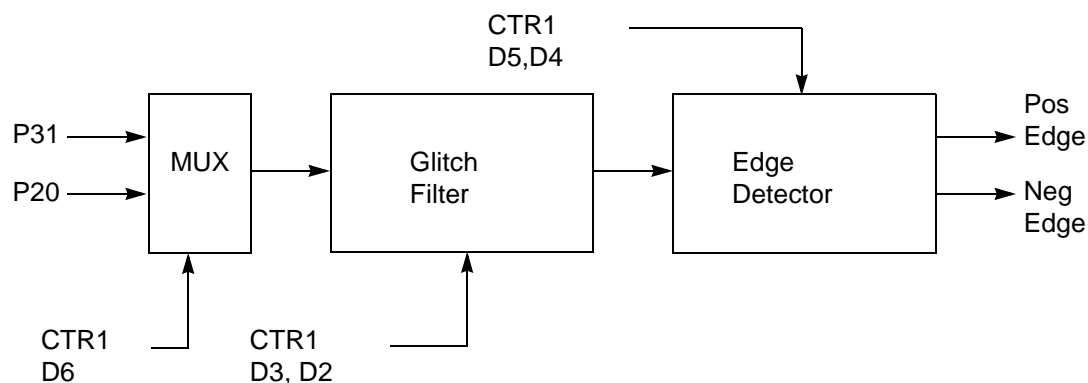 CTR1
D5,D4
P31
P20
MUX
Glitch
Filter
Edge
Detector
Pos
Edge
Neg
Edge
CTR1
D6
CTR1
D3, D2